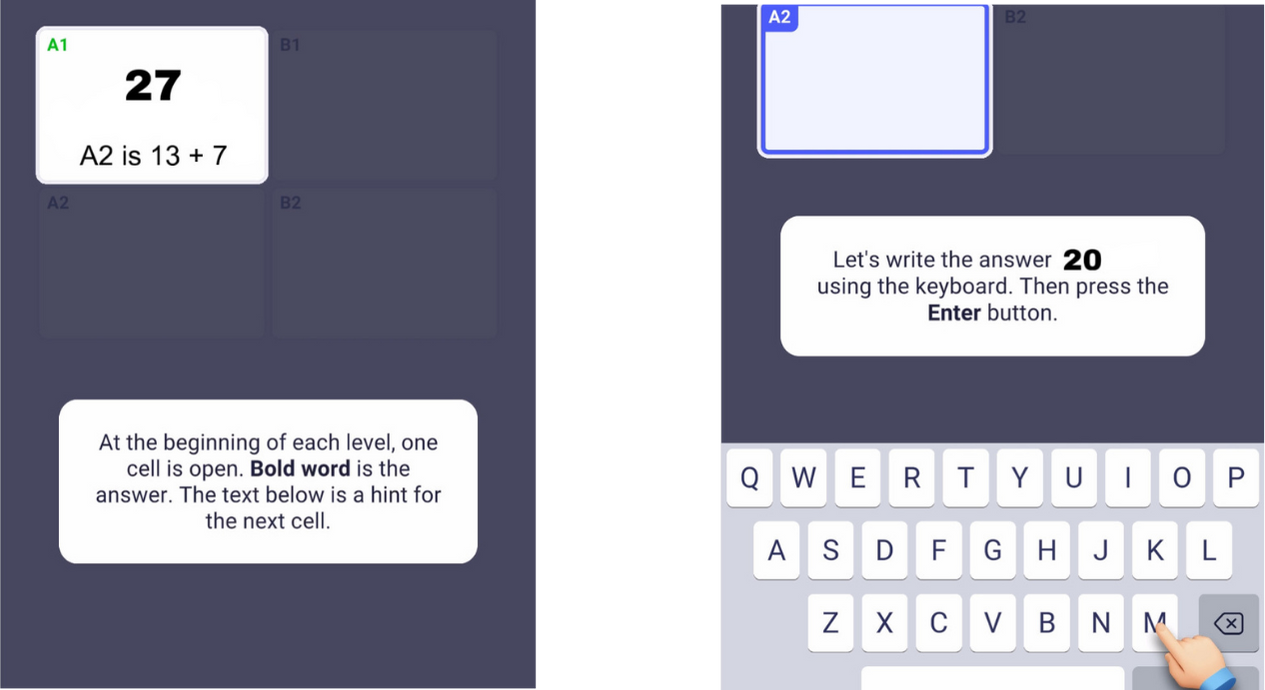 A1
B1
27
A2 is 13 + 7
A2
B2
At the beginning of each level, one
cell is open. Bold word is the
answer. The text below is a hint for
the next cell.
A2
B2
Let's write the answer 20
using the keyboard. Then press the
Enter button.
Q W E R T Y U I O P
A S D F G H J K L
Z X C V B N M